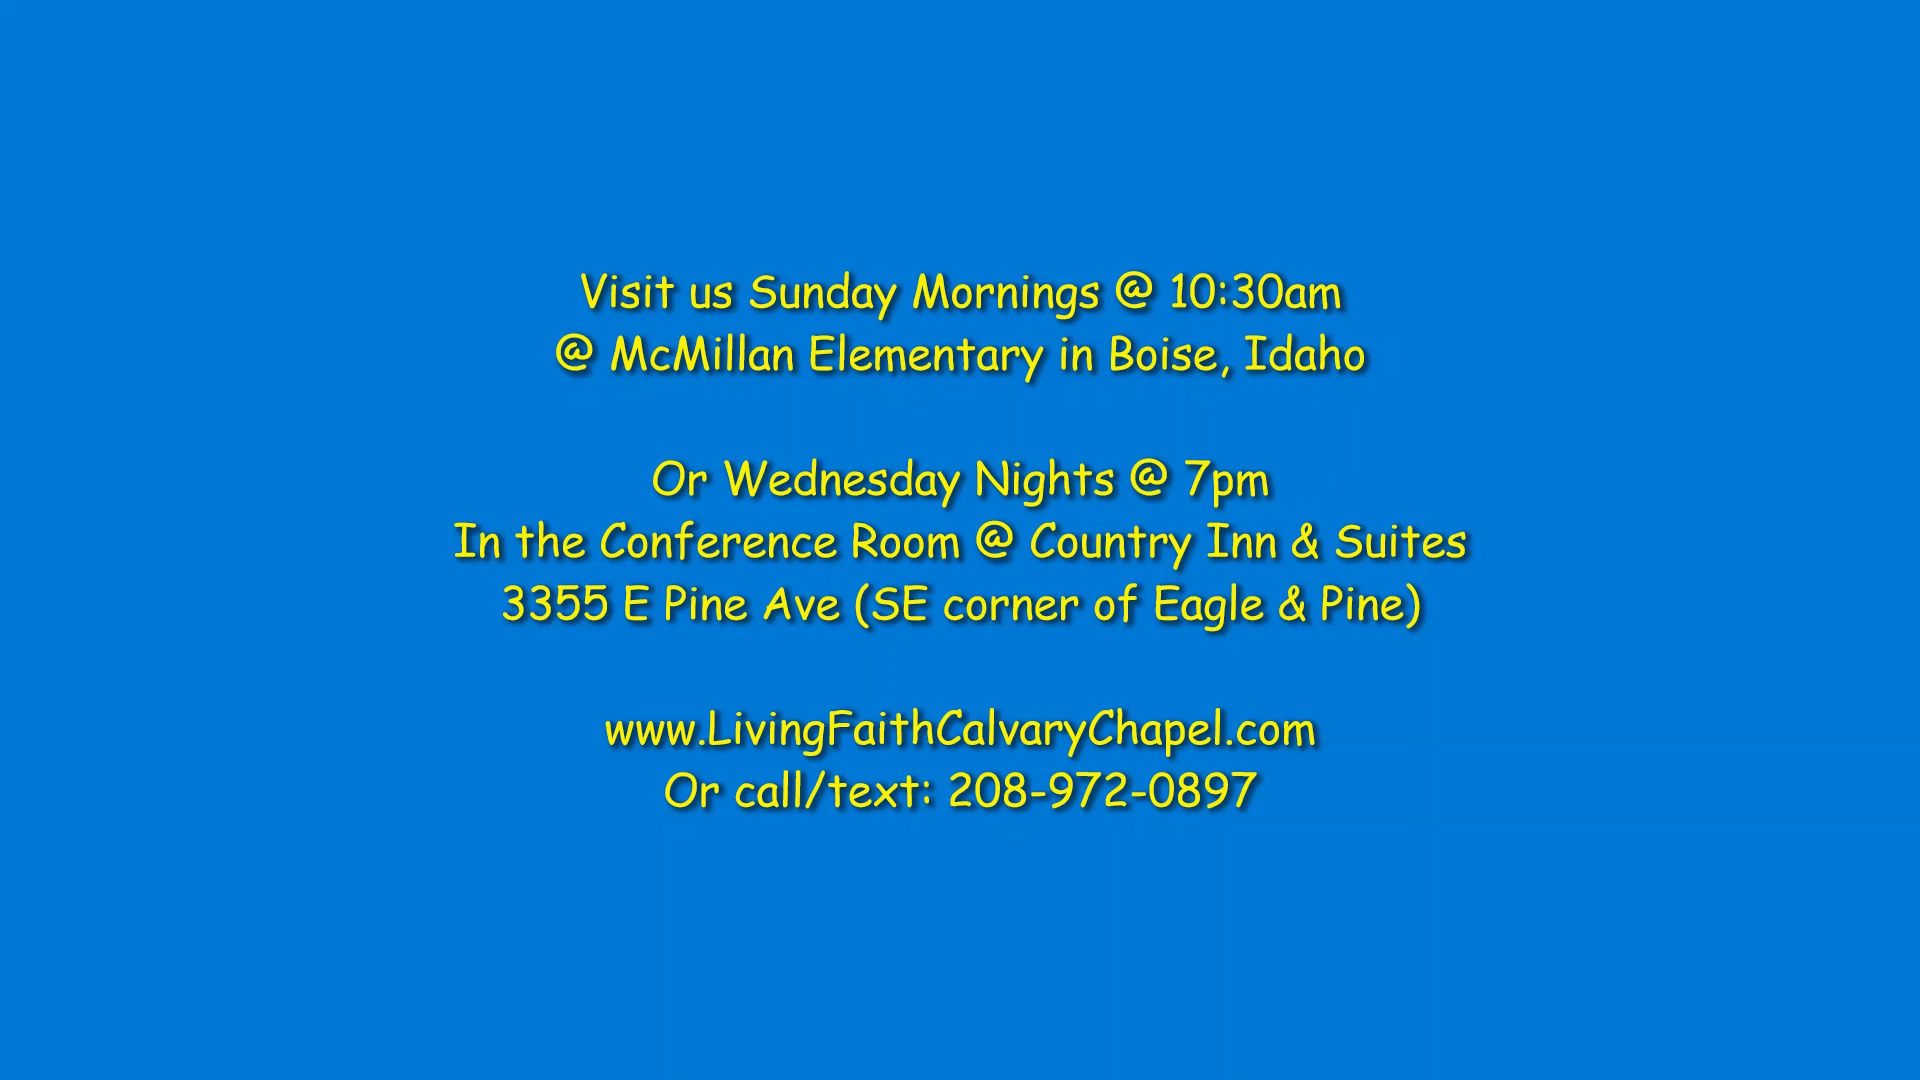 Visit us Sunday Mornings @ 10:30am
@ McMillan Elementary in Boise, Idaho
Or Wednesday Nights @ 7pm
In the Conference Room @ Country Inn & Suites
3355 E Pine Ave (SE corner of Eagle & Pine)
www.LivingFaithCalvaryChapel.com
Or call/text: 208-972-0897